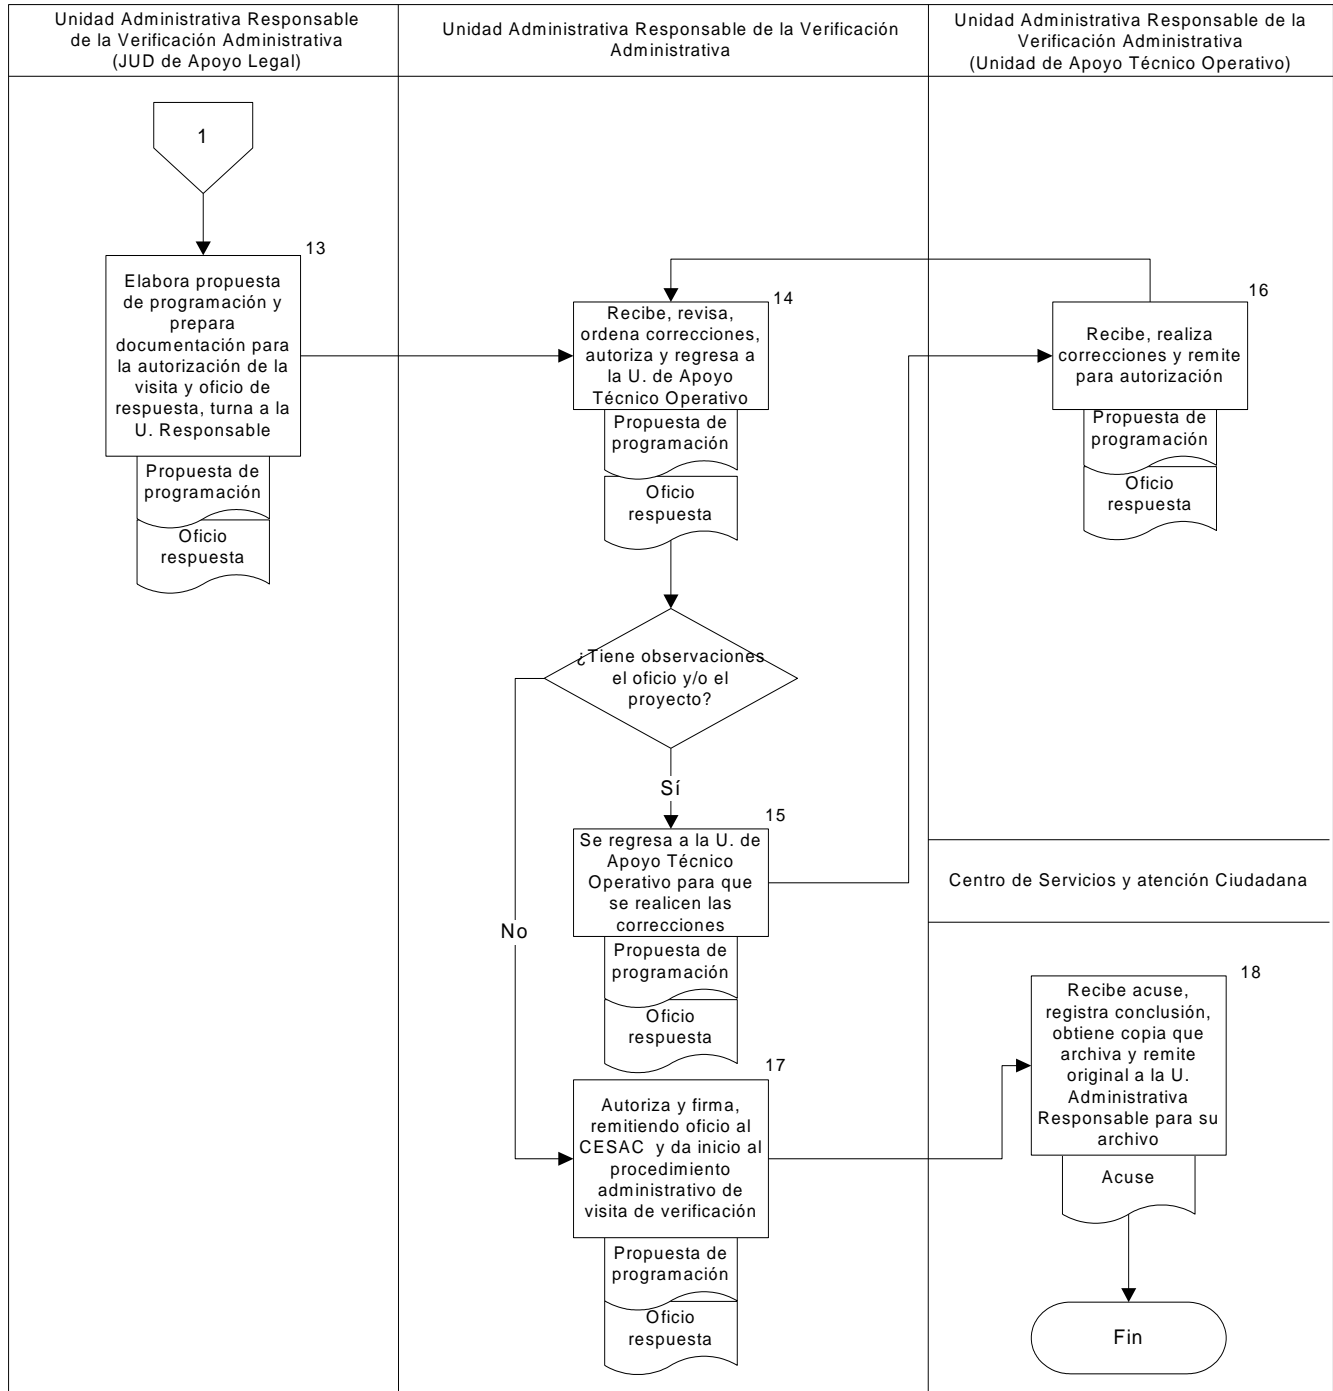 Unidad Administrativa Responsable
de la Verificación Administrativa
(JUD de Apoyo Legal)
Unidad Administrativa Responsable de la Verificación
Administrativa
Unidad Administrativa Responsable de la
Verificación Administrativa
(Unidad de Apoyo Técnico Operativo)
1
13
Elabora propuesta
de programación y
prepara
documentación para
la autorización de la
visita y oficio de
respuesta, turna a la
U. Responsable
Propuesta de
programación
Oficio
respuesta
14
Recibe, revisa,
ordena correcciones,
autoriza y regresa a
la U. de Apoyo
Técnico Operativo
Propuesta de
programación
Oficio
respuesta
16
Recibe, realiza
correcciones y remite
para autorización
Propuesta de
programación
Oficio
respuesta
¿Tiene observaciones
el oficio y/o el
proyecto?
Sí
No
15
Se regresa a la U. de
Apoyo Técnico
Operativo para que
se realicen las
correcciones
Propuesta de
programación
Oficio
respuesta
17
Autoriza y firma,
remitiendo oficio al
CESAC y da inicio al
procedimiento
administrativo de
visita de verificación
Propuesta de
programación
Oficio
respuesta
Centro de Servicios y atención Ciudadana
18
Recibe acuse,
registra conclusión,
obtiene copia que
archiva y remite
original a la U.
Administrativa
Responsable para su
archivo
Acuse
Fin